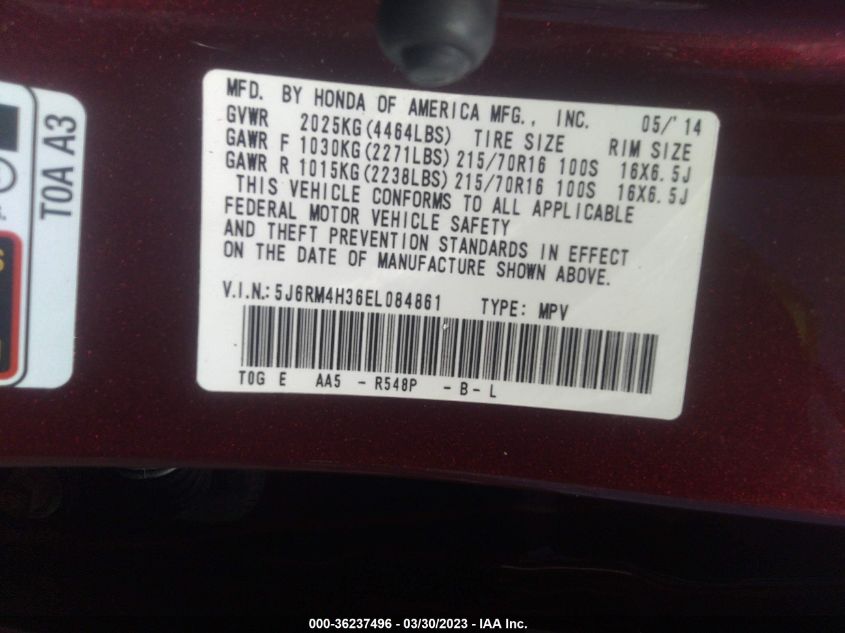 MFD. BY HONDA OF AMERICA MFG., INC. 05/'14
GVWR 2025KG(4464LBS) TIRE SIZE RIM SIZE
GAWR F 1030KG(2271LBS) 215/70R16 100S 16X6.5J
GAWR R 1015KG(2238LBS) 215/70R16 100S 16X6.5J
THIS VEHICLE CONFORMS TO ALL APPLICABLE
FEDERAL MOTOR VEHICLE SAFETY
AND THEFT PREVENTION STANDARDS IN EFFECT
ON THE DATE OF MANUFACTURE SHOWN ABOVE.
V.I.N.: 5J6RM4H36EL084861 TYPE: MPV
T0G E AA5 - R548P - B - L
T0A A3
000-36237496 - 03/30/2023 - IAA Inc.